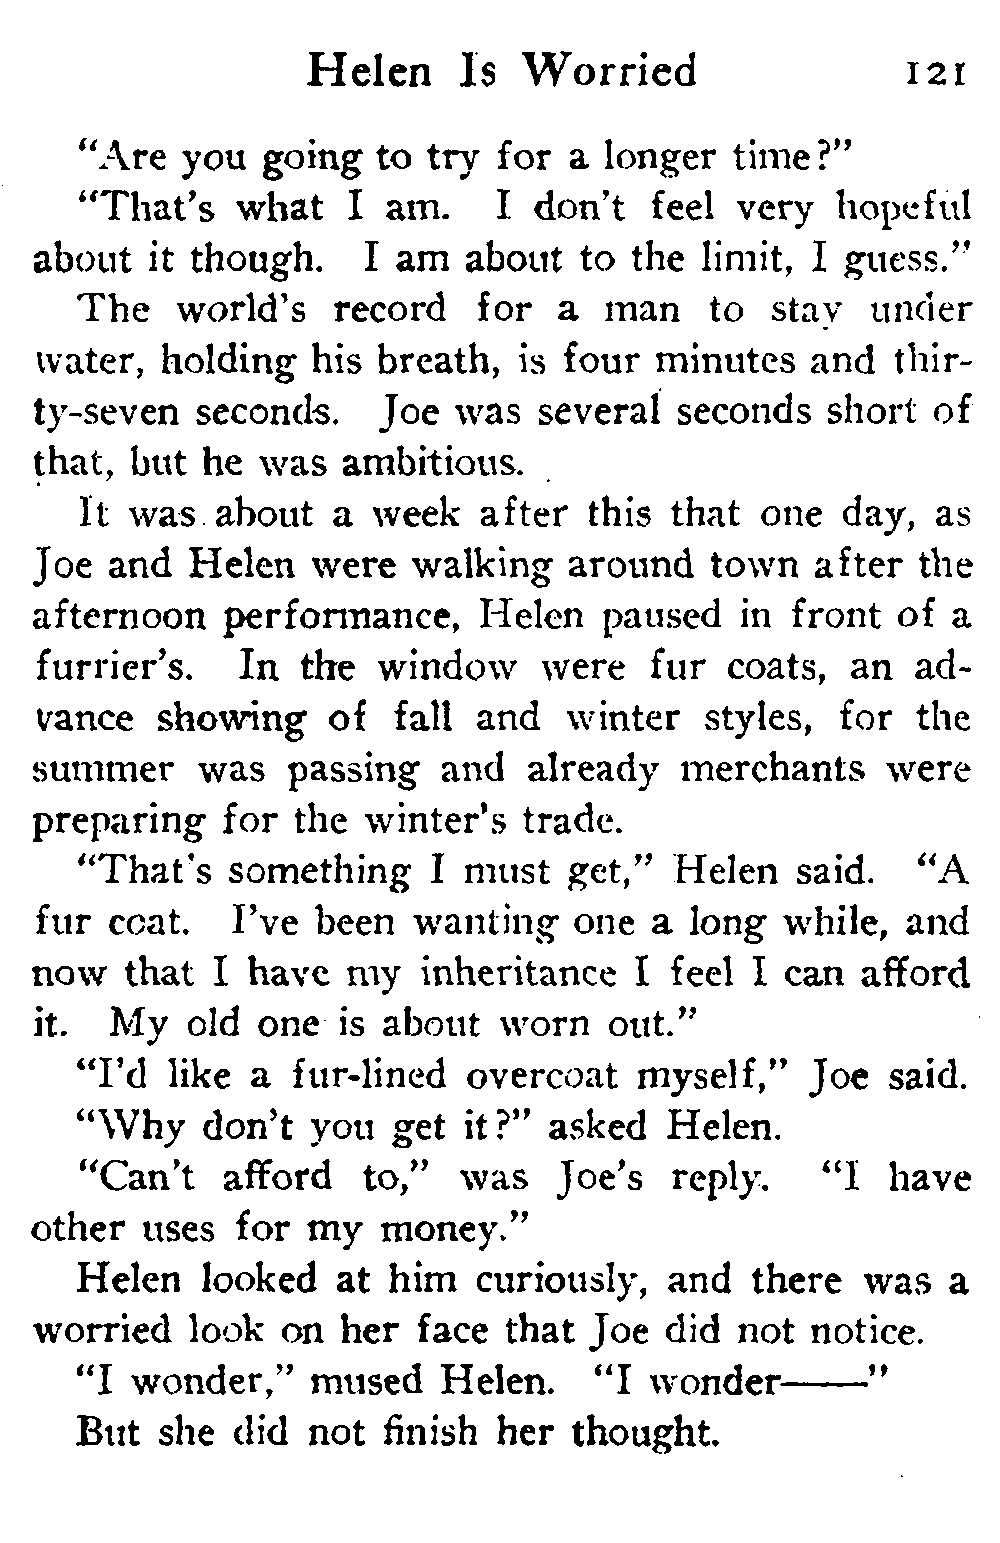 Helen Is Worried 121
“Are you going to try for a longer time?”
“That’s what I am. I don’t feel very hopeful
about it though. I am about to the limit, I guess.”
The world’s record for a man to stay under
water, holding his breath, is four minutes and thir-
ty-seven seconds. Joe was several seconds short of
that, but he was ambitious.
It was about a week after this that one day, as
Joe and Helen were walking around town after the
afternoon performance, Helen paused in front of a
furrier’s. In the window were fur coats, an ad-
vance showing of fall and winter styles, for the
summer was passing and already merchants were
preparing for the winter’s trade.
“That’s something I must get,” Helen said. “A
fur coat. I’ve been wanting one a long while, and
now that I have my inheritance I feel I can afford
it. My old one is about worn out.”
“I’d like a fur-lined overcoat myself,” Joe said.
“Why don’t you get it?” asked Helen.
“Can’t afford to,” was Joe’s reply. “I have
other uses for my money.”
Helen looked at him curiously, and there was a
worried look on her face that Joe did not notice.
“I wonder,” mused Helen. “I wonder——”
But she did not finish her thought.